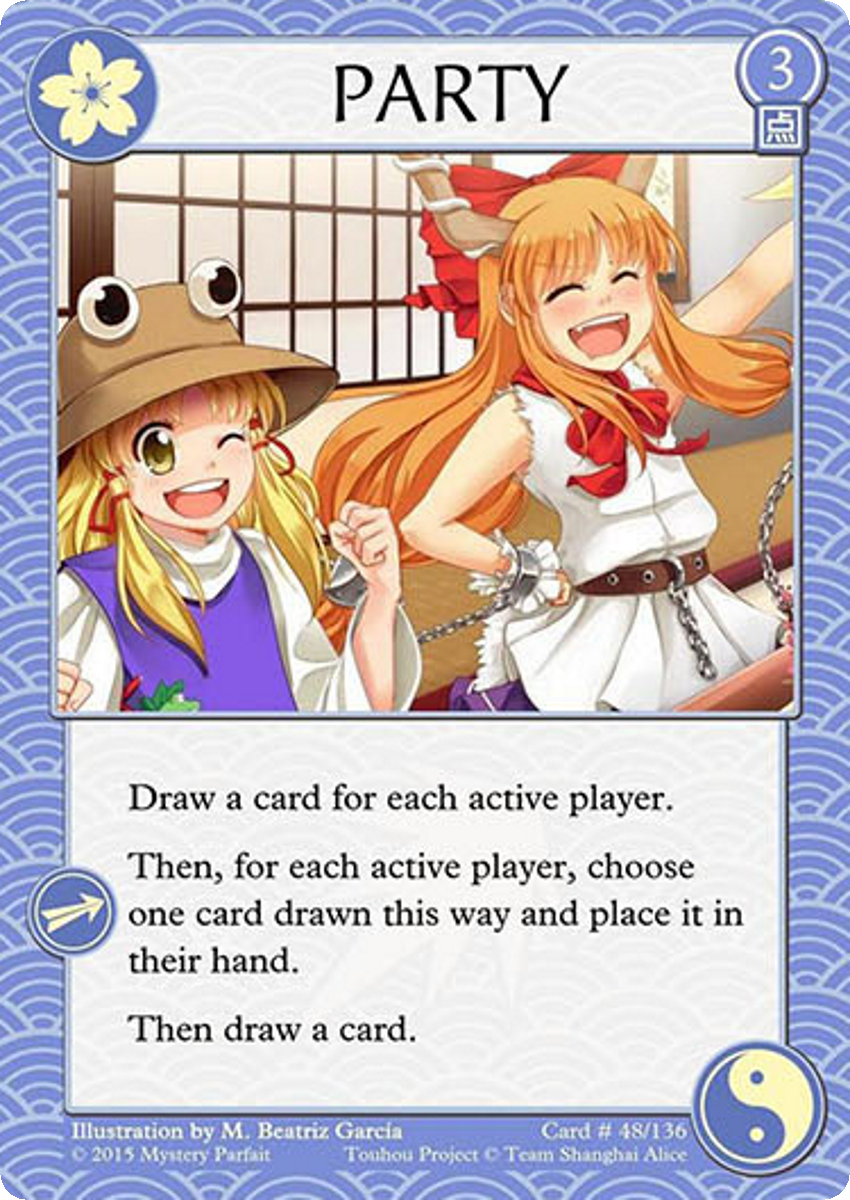 PARTY
3
点
Draw a card for each active player.
Then, for each active player, choose
one card drawn this way and place it in
their hand.
Then draw a card.
Illustration by M. Beatriz García
Card # 48/136
© 2015 Mystery Parfait
Touhou Project © Team Shanghai Alice